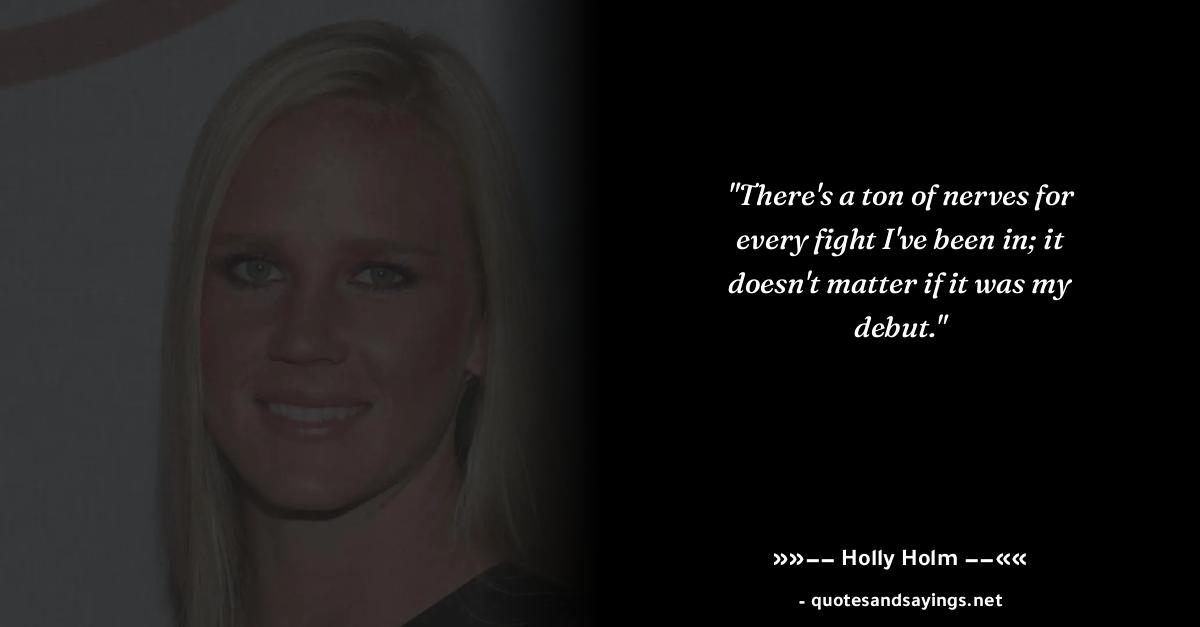 "There's a ton of nerves for
every fight I've been in; it
doesn't matter if it was my
debut."
»»–– Holly Holm ––««
- quotesandsayings.net